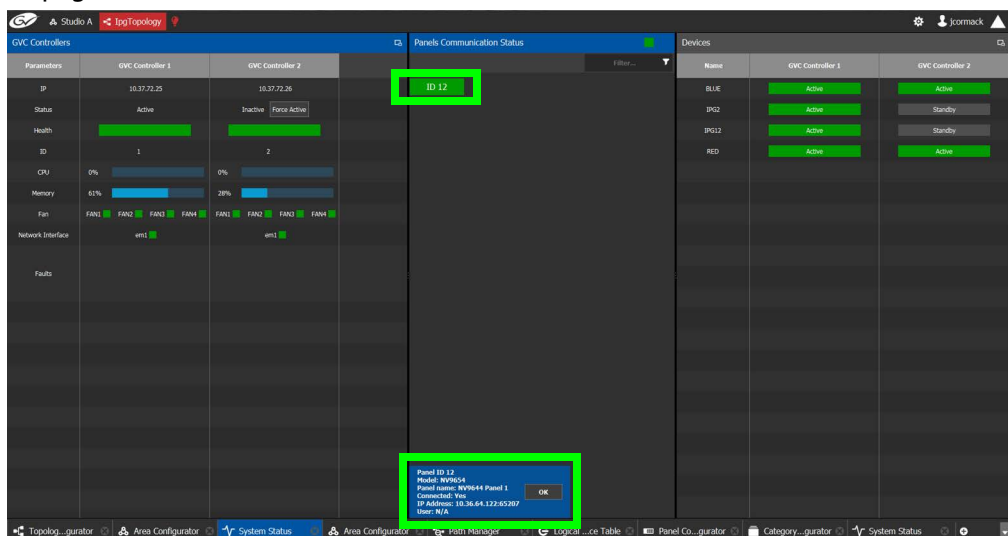 GV Studio A IpgTopology jcormack
GVC Controllers Panels Communication Status Devices
Parameters GVC Controller 1 GVC Controller 2 Filter... Name GVC Controller 1 GVC Controller 2
IP 10.37.72.25 10.37.72.26 ID 12 BLUE Active Active
Status Active Inactive Force Active IPG2 Active Standby
Health IPG12 Active Standby
ID 1 2 RED Active Active
CPU 0% 0%
Memory 61% 28%
Fan FAN1 FAN2 FAN3 FAN4 FAN1 FAN2 FAN3 FAN4
Network Interface em1 em1
Faults
Panel ID 12
Model: NV9654
Panel name: NV9644 Panel 1
Connected: Yes
IP Address: 10.36.64.122:65207
User: N/A
OK
Topolog...gurator Area Configurator System Status Area Configurator Path Manager Logical ...ce Table Panel Co...gurator Category...gurator System Status